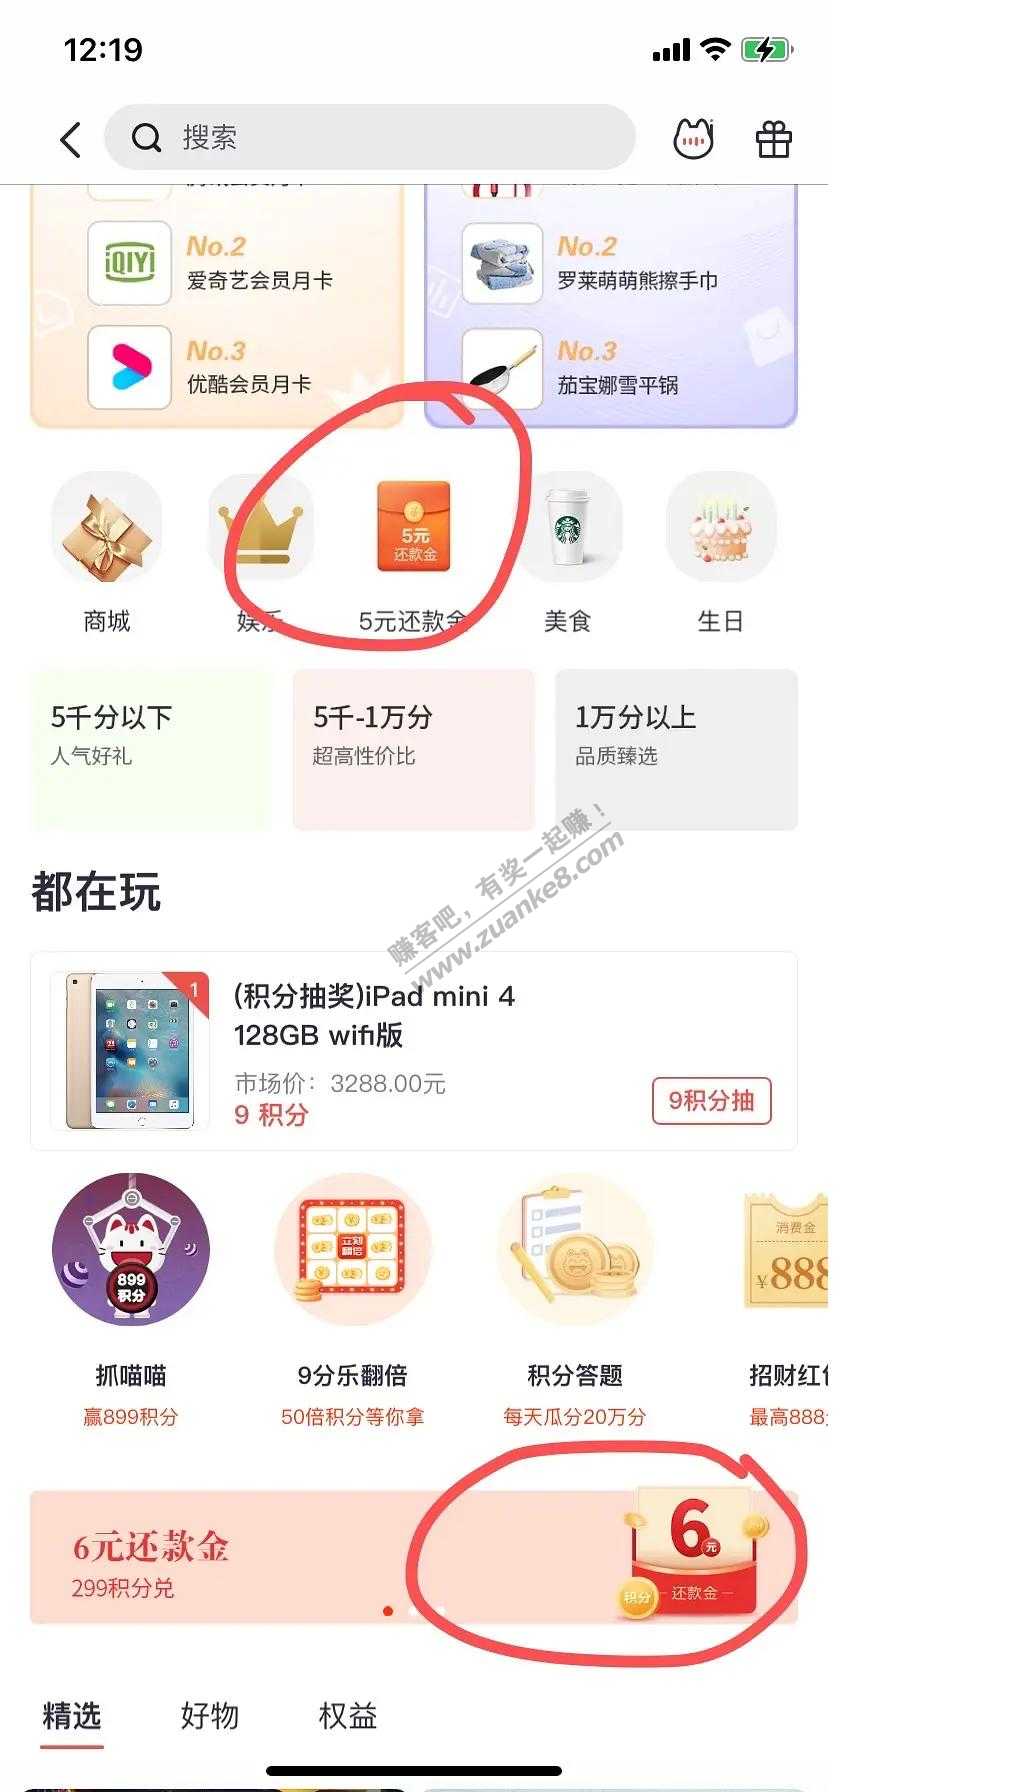 12:19
搜索
No.2
爱奇艺会员月卡
iQIYI
No.2
罗莱萌萌熊擦手巾
No.3
优酷会员月卡
No.3
茄宝娜雪平锅
5元
还款金
商城
娱乐
5元还款金
美食
生日
5千分以下
人气好礼
5千-1万分
超高性价比
1万分以上
品质臻选
赚客吧，有奖一起赚！
www.zuanke8.com
都在玩
1
(积分抽奖)iPad mini 4
128GB wifi版
市场价：3288.00元
9 积分
9积分抽
899
积分
立刻
翻倍
消费金
¥888
抓喵喵
9分乐翻倍
积分答题
招财红
赢899积分
50倍积分等你拿
每天瓜分20万分
最高888
6元还款金
299积分兑
6元
积分
还款金
精选
好物
权益